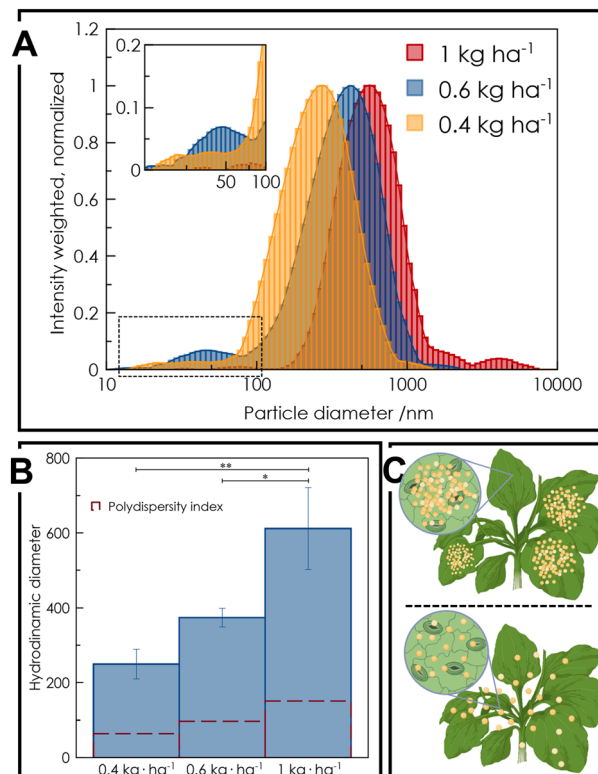 A
Intensity weighted, normalized
1
0.8
0.6
0.4
0.2
0
10
100
1000
10000
Particle diameter /nm
0.2
0.1
0
50
100
1 kg ha-1
0.6 kg ha-1
0.4 kg ha-1
B
Hydrodinamic diameter
800
600
400
200
0
**
*
Polydispersity index
0.4 kg · ha-1
0.6 kg · ha-1
1 kg · ha-1
C